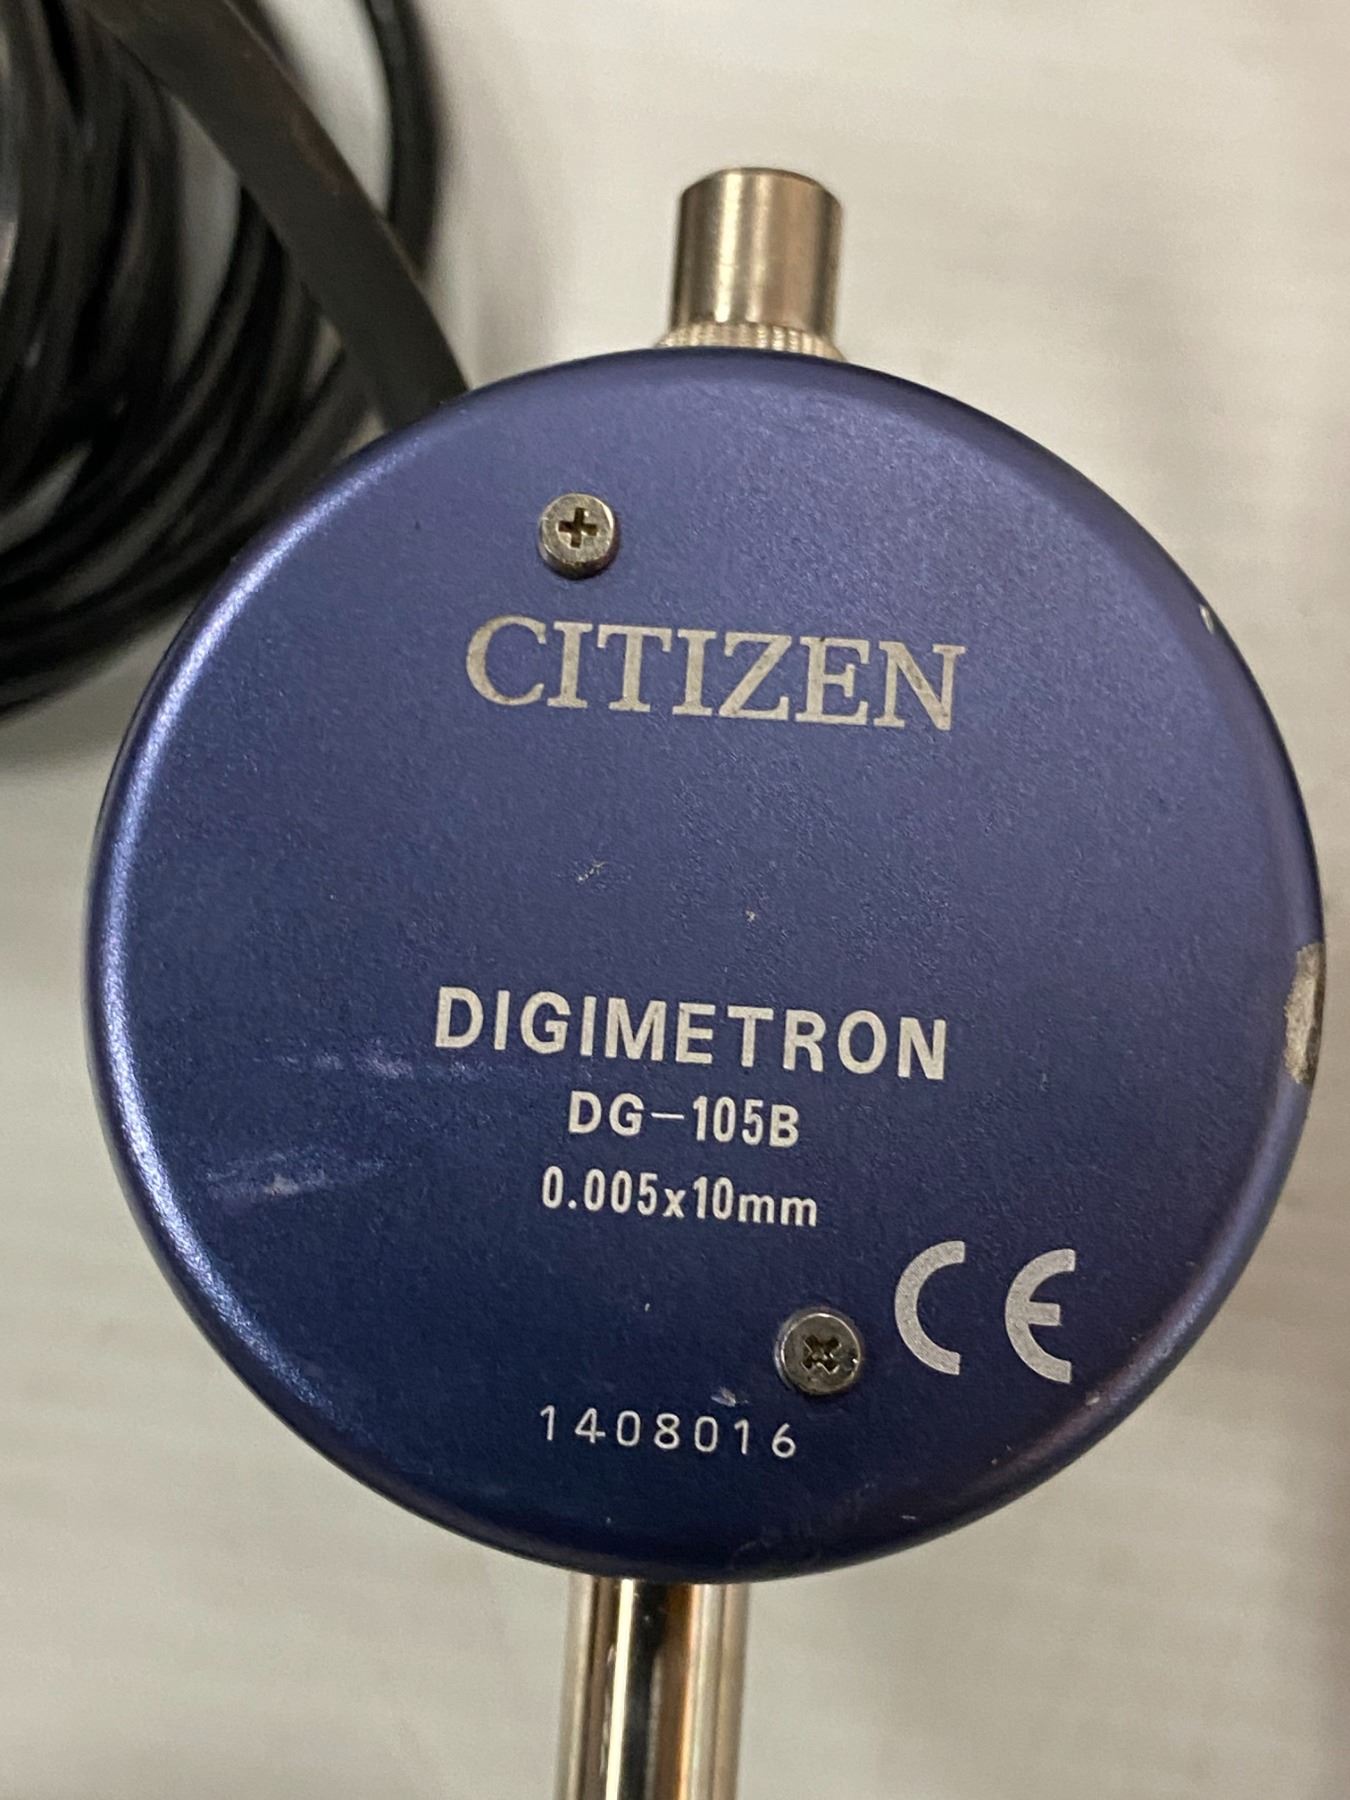 CITIZEN
DIGIMETRON
DG-105B
0.005x10mm
CE
1408016